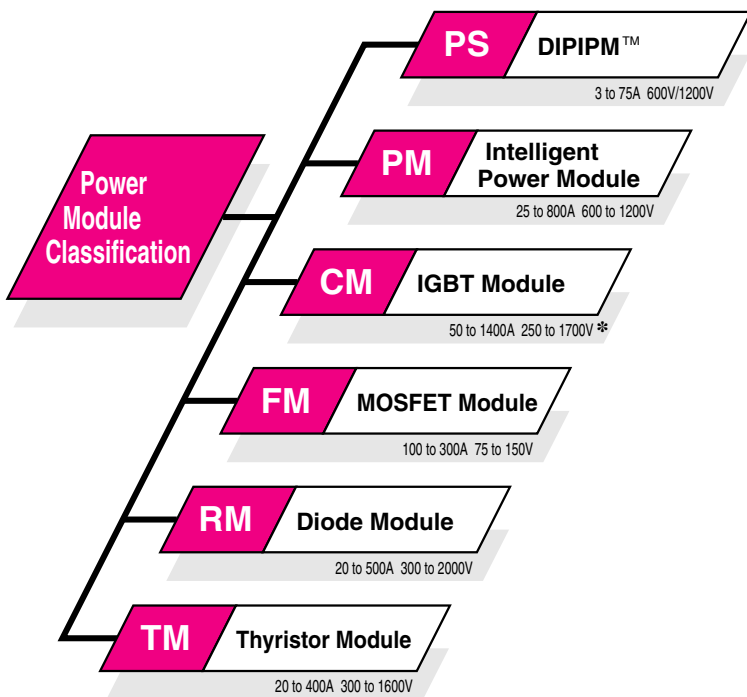 PS DIPIPM™
3 to 75A 600V/1200V
Power
Module
Classification
PM Intelligent
Power Module
25 to 800A 600 to 1200V
CM IGBT Module
50 to 1400A 250 to 1700V *
FM MOSFET Module
100 to 300A 75 to 150V
RM Diode Module
20 to 500A 300 to 2000V
TM Thyristor Module
20 to 400A 300 to 1600V